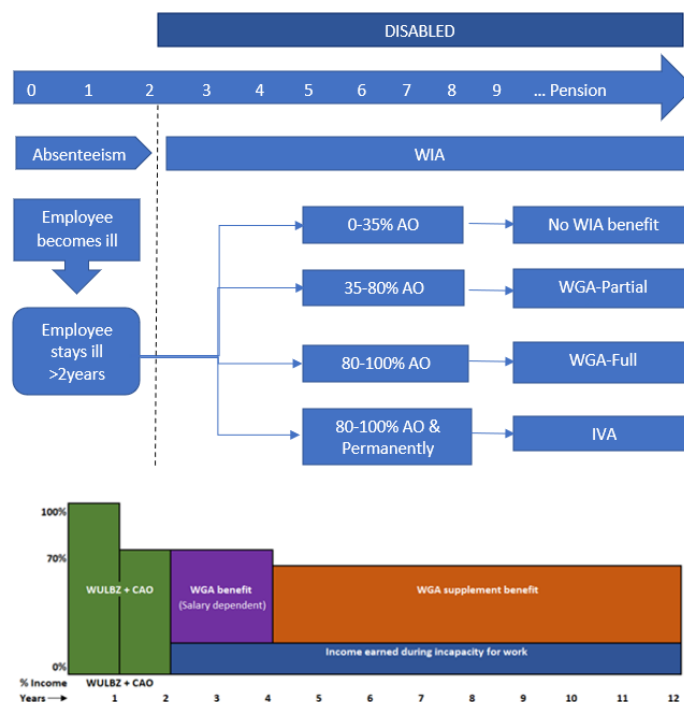 DISABLED
0 1 2 3 4 5 6 7 8 9 ... Pension
Absenteeism
WIA
Employee
becomes ill
0-35% AO
No WIA benefit
35-80% AO
WGA-Partial
Employee
stays ill
>2years
80-100% AO
WGA-Full
80-100% AO &
Permanently
IVA
100%
70%
WULBZ + CAO
WGA benefit
(Salary dependent)
WGA supplement benefit
Income earned during incapacity for work
0%
% Income
WULBZ + CAO
Years 1 2 3 4 5 6 7 8 9 10 11 12